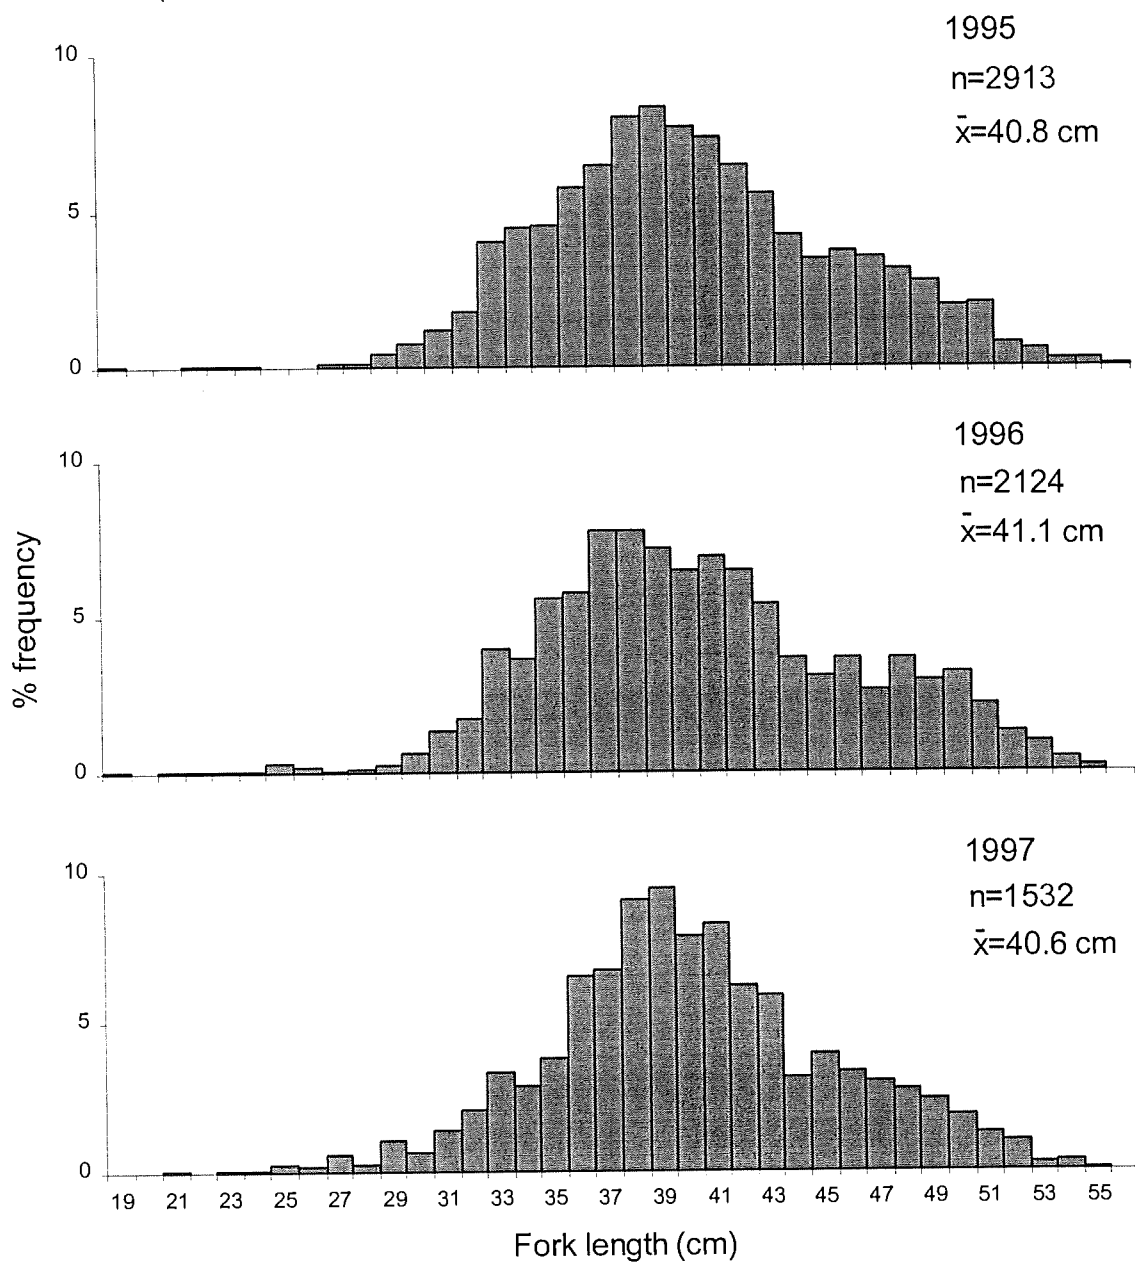 1995
n=2913
x̄=40.8 cm
10
5
0
1996
n=2124
x̄=41.1 cm
10
5
0
% frequency
1997
n=1532
x̄=40.6 cm
10
5
0
19 21 23 25 27 29 31 33 35 37 39 41 43 45 47 49 51 53 55
Fork length (cm)